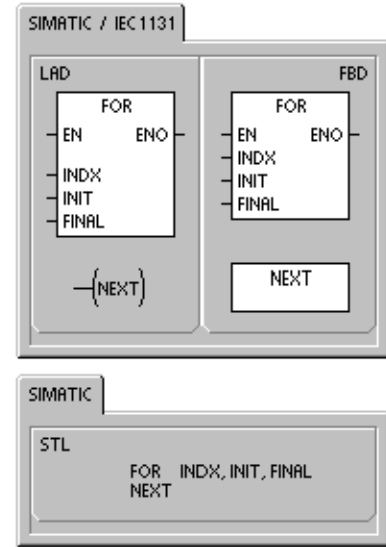 SIMATIC / IEC1131
LAD
FOR
EN ENO
INDX
INIT
FINAL
NEXT
FBD
FOR
EN ENO
INDX
INIT
FINAL
NEXT
SIMATIC
STL
FOR INDX, INIT, FINAL
NEXT